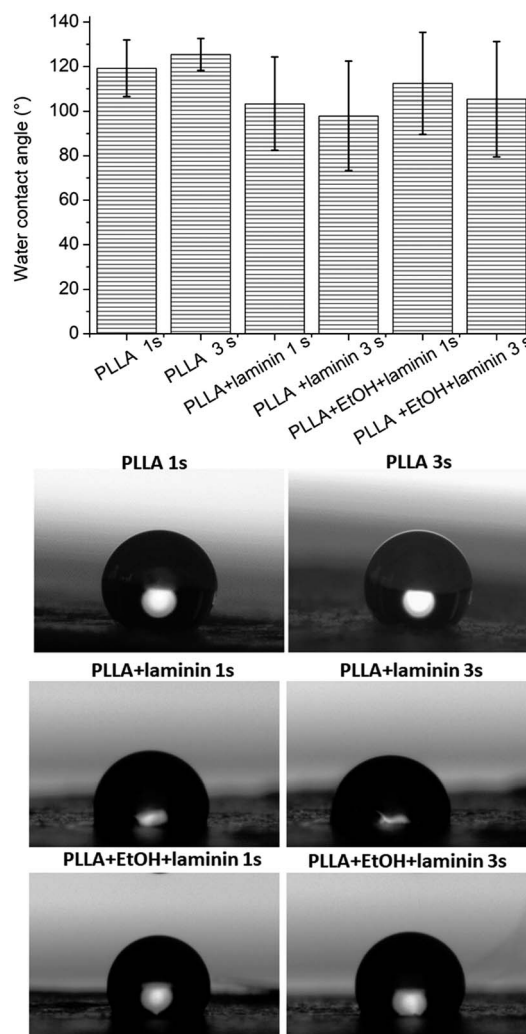 140
120
100
80
60
40
20
0
Water contact angle (°)
PLLA 1s
PLLA 3 s
PLLA+laminin 1 s
PLLA +laminin 3 s
PLLA+EtOH+laminin 1s
PLLA +EtOH+laminin 3 s
PLLA 1s
PLLA 3s
PLLA+laminin 1s
PLLA+laminin 3s
PLLA+EtOH+laminin 1s
PLLA+EtOH+laminin 3s